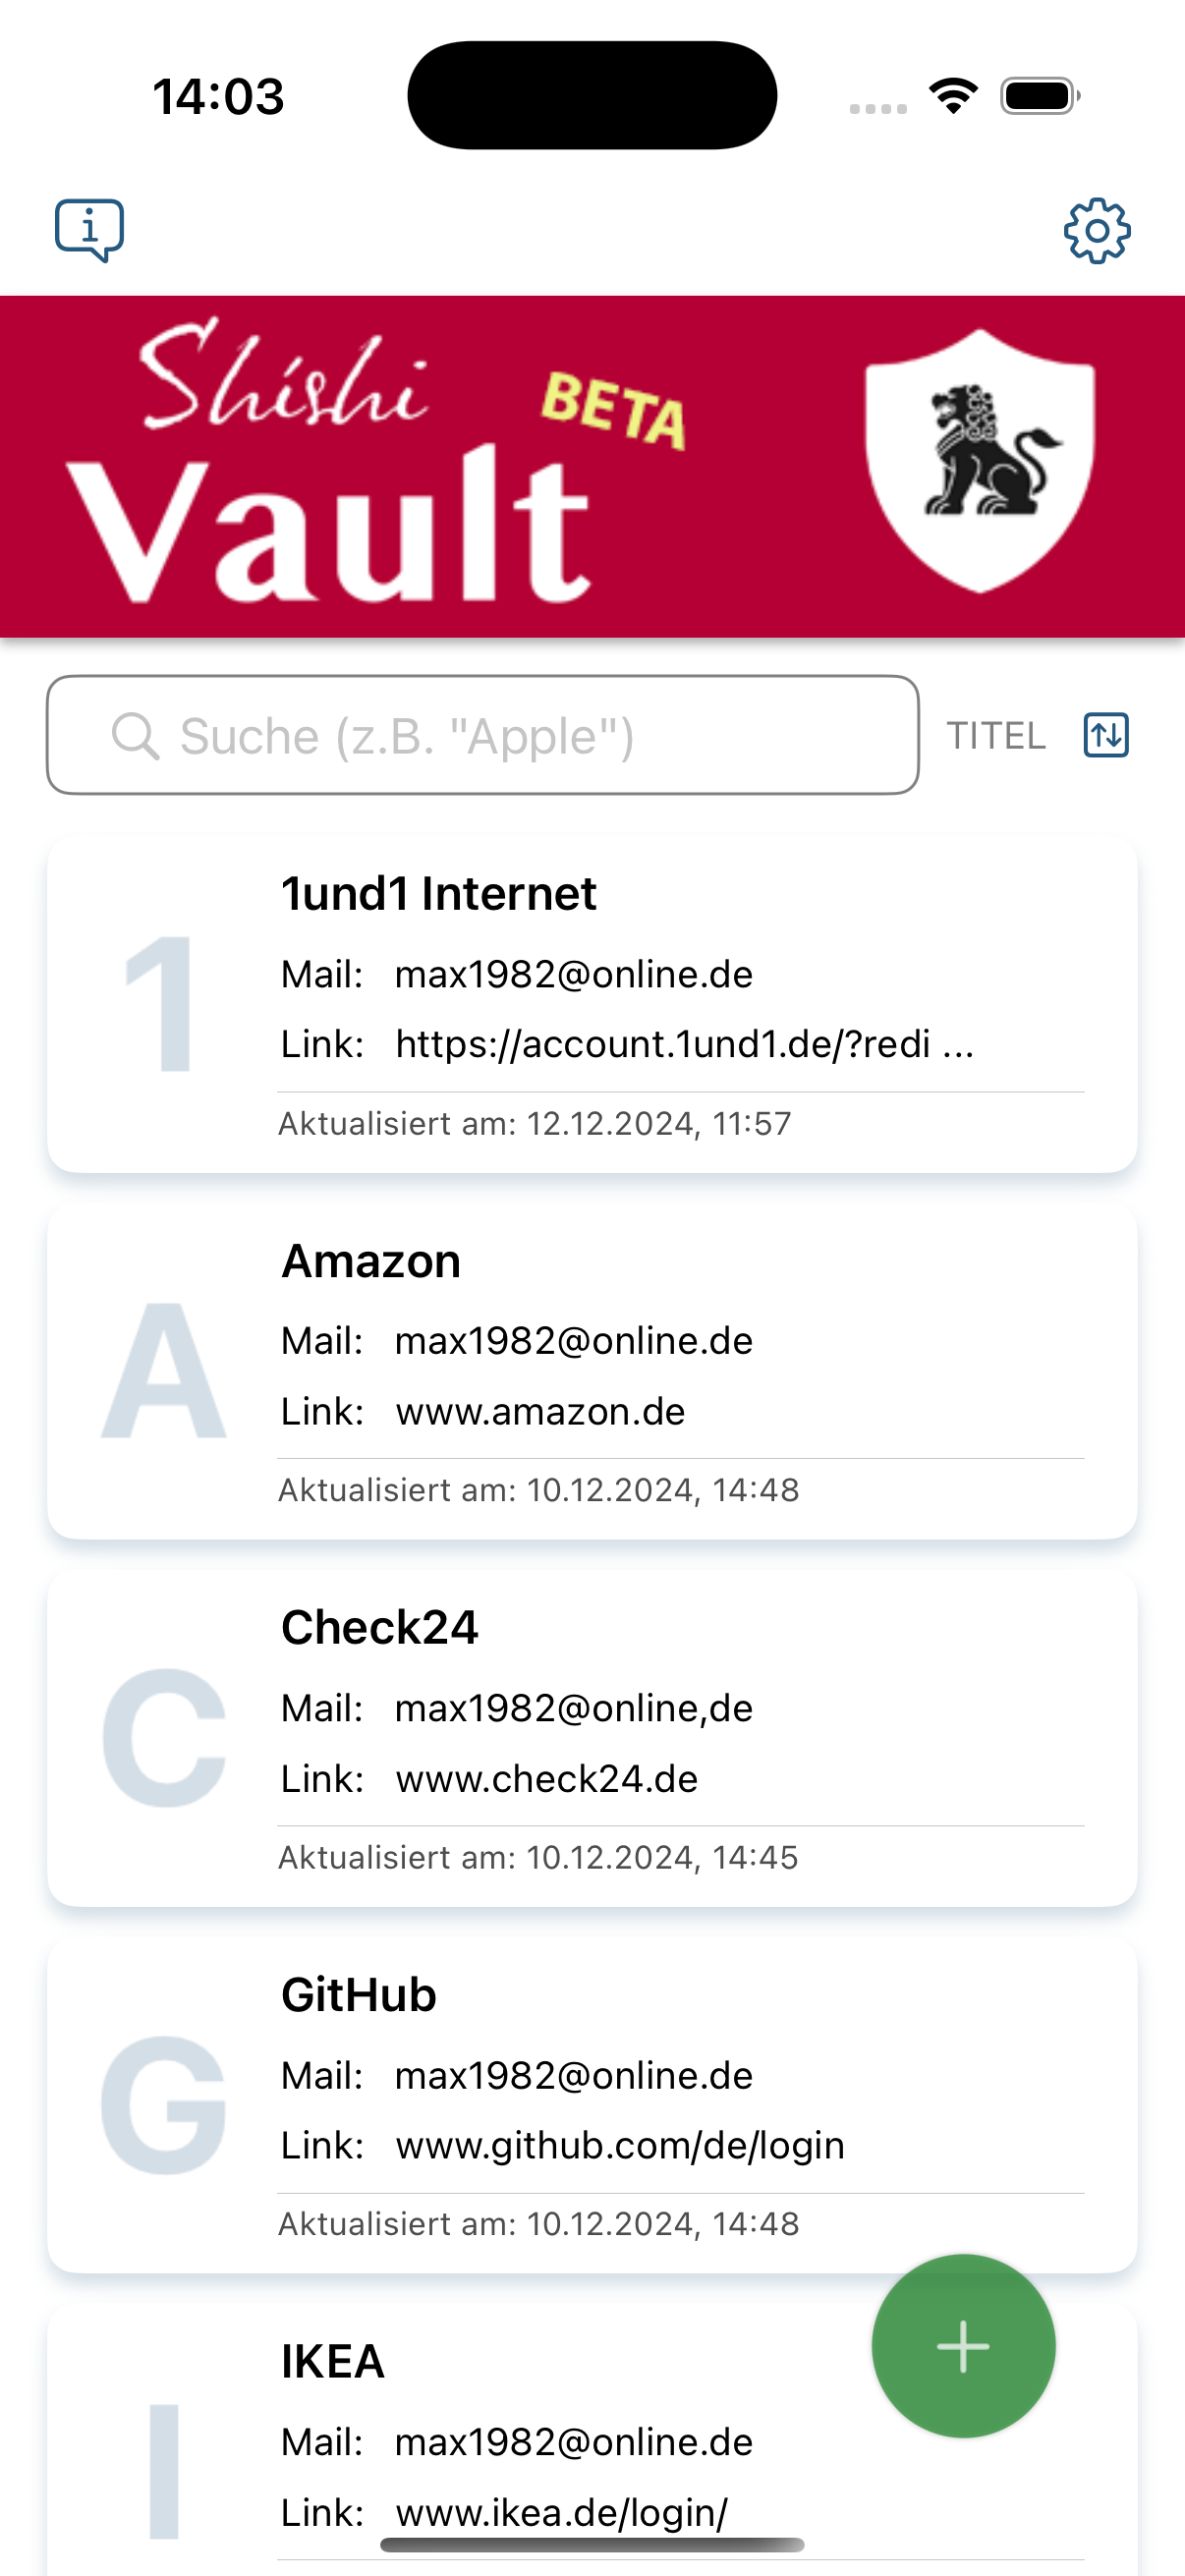 14:03
Shishi
BETA
Vault
Suche (z.B. "Apple")
TITEL
1
1und1 Internet
Mail: max1982@online.de
Link: https://account.1und1.de/?redi ...
Aktualisiert am: 12.12.2024, 11:57
A
Amazon
Mail: max1982@online.de
Link: www.amazon.de
Aktualisiert am: 10.12.2024, 14:48
C
Check24
Mail: max1982@online,de
Link: www.check24.de
Aktualisiert am: 10.12.2024, 14:45
G
GitHub
Mail: max1982@online.de
Link: www.github.com/de/login
Aktualisiert am: 10.12.2024, 14:48
I
IKEA
Mail: max1982@online.de
Link: www.ikea.de/login/